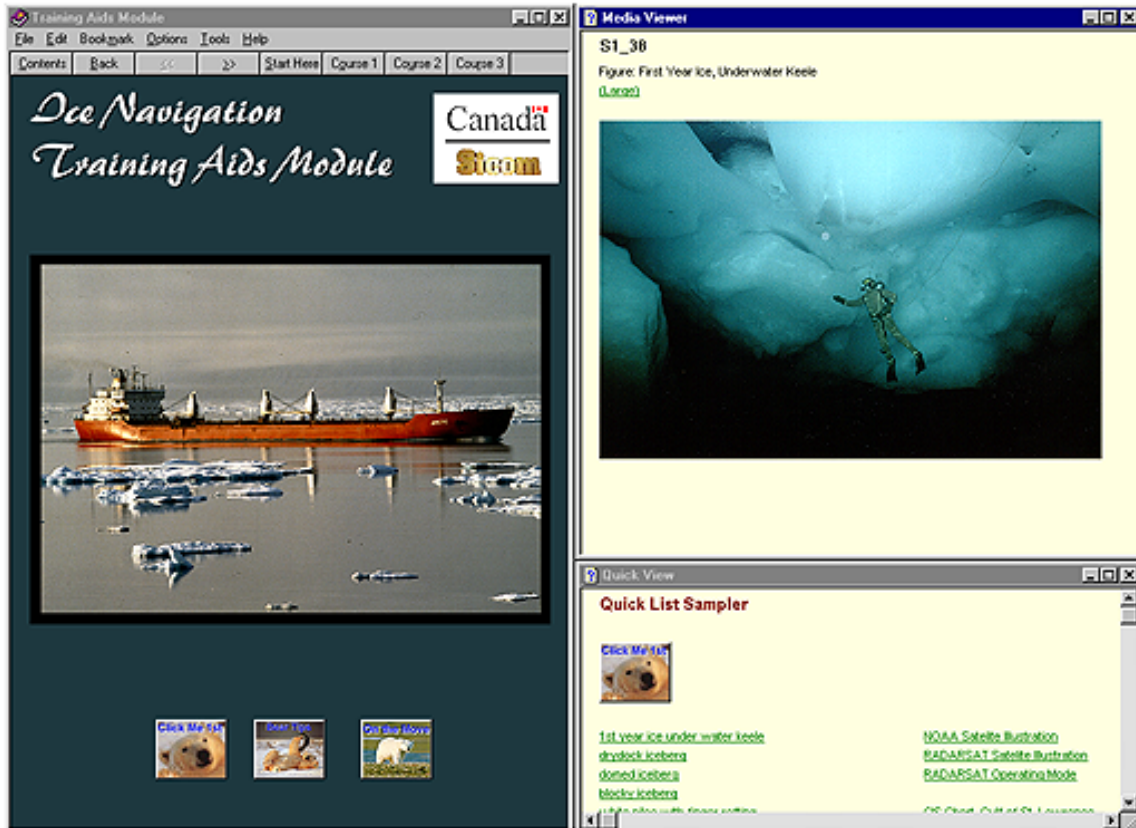 Training Aids Module
File Edit Bookmark Options Tools Help
Contents Back << >> Start Here Course 1 Course 2 Course 3
Ice Navigation
Training Aids Module
Canada
Sicom
Click Me 1st
On the Move
Media Viewer
S1_38
Figure: First Year Ice, Underwater Keele
(Large)
Quick View
Quick List Sampler
Click Me 1st
1st year ice under water keele
drydock iceberg
domed iceberg
blocky iceberg
NOAA Satelite Illustration
RADARSAT Satelite Illustration
RADARSAT Operating Mode